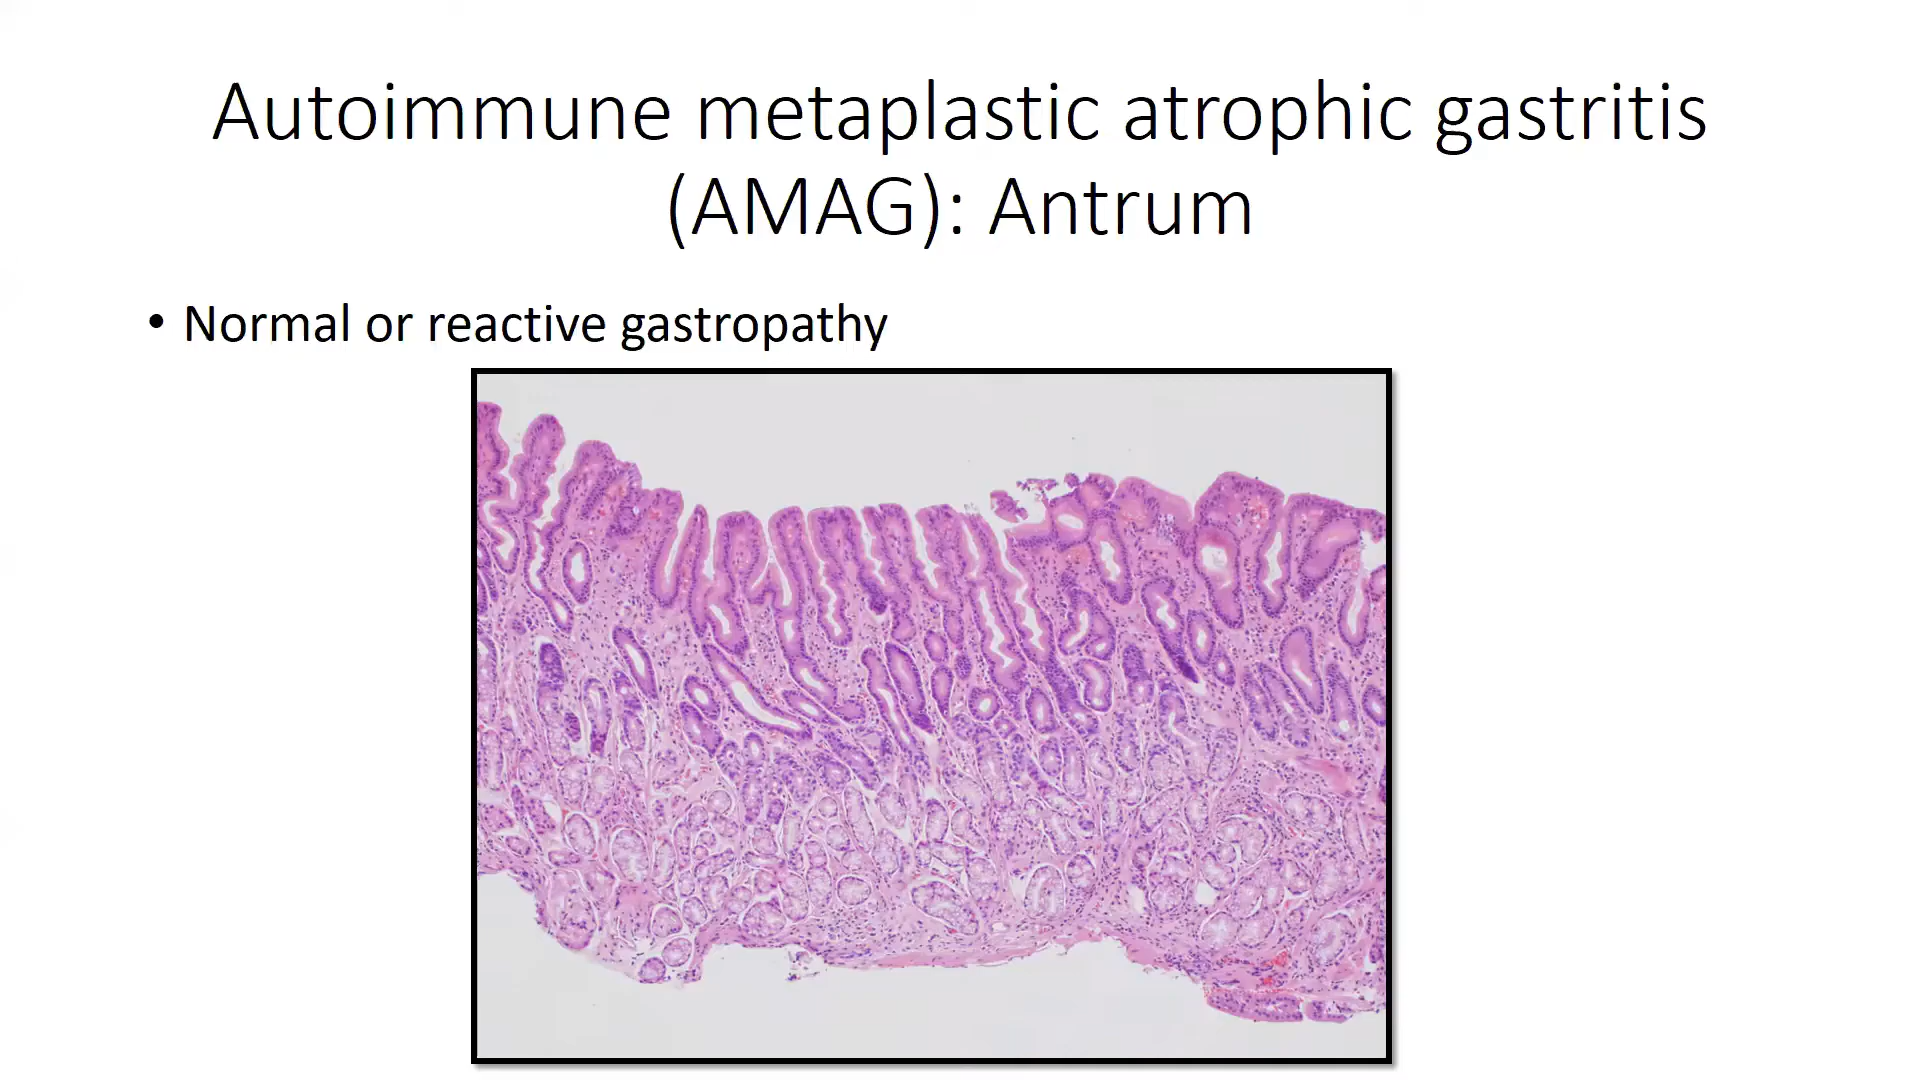 Autoimmune metaplastic atrophic gastritis
(AMAG): Antrum
• Normal or reactive gastropathy